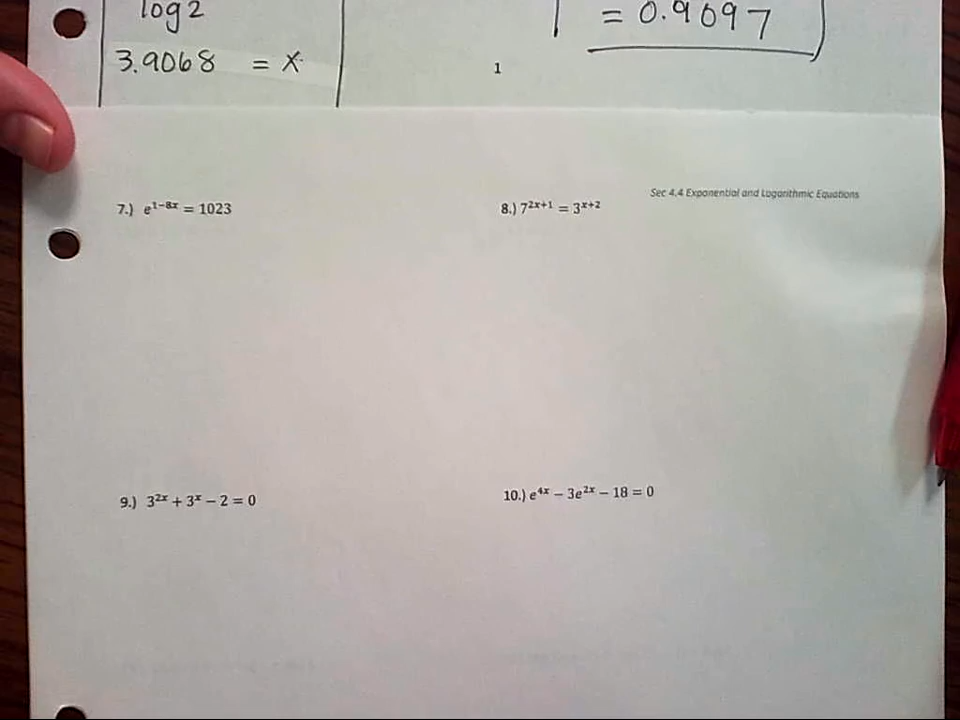 log 2
= 0.9097
3.9068 = x
1
Sec 4.4 Exponential and Logarithmic Equations
7.) e^{1-8x} = 1023
8.) 7^{2x+1} = 3^{x+2}
9.) 3^{2x} + 3^{x} − 2 = 0
10.) e^{4x} − 3e^{2x} − 18 = 0